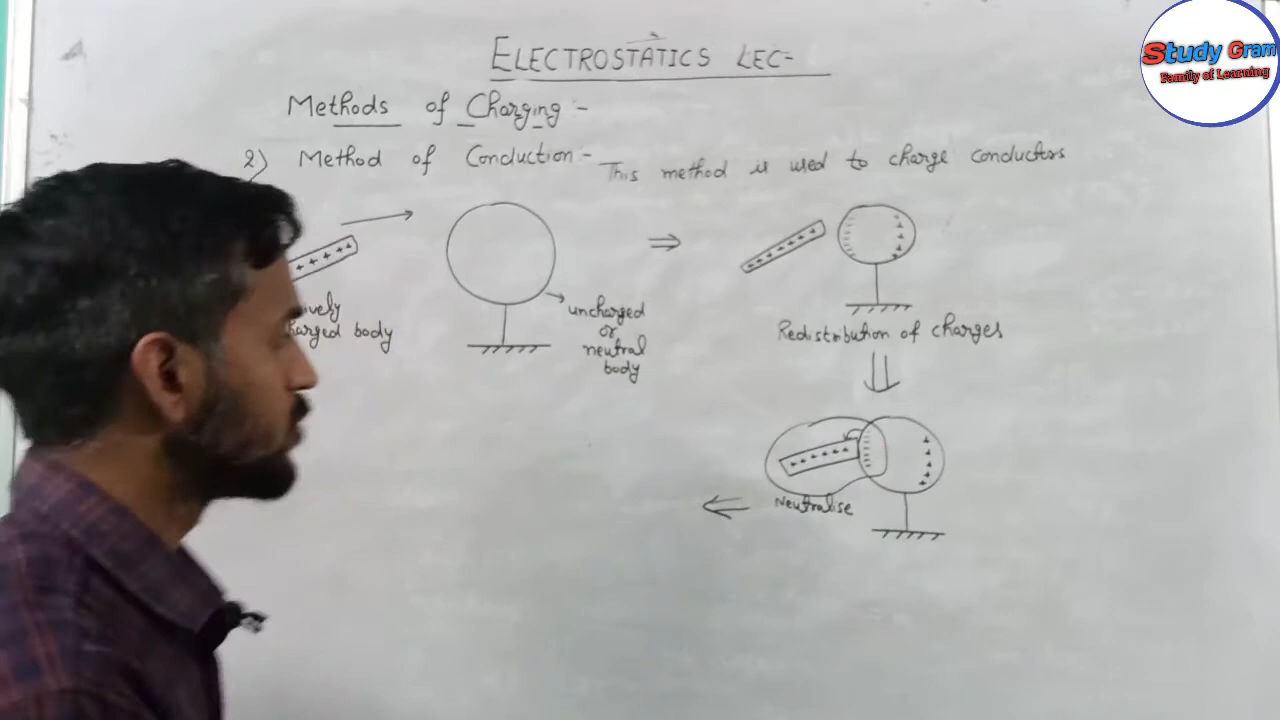 ELECTROSTATICS LEC-
Study Gram
Family of Learning
Methods of Charging :-
2) Method of Conduction :- This method is used to charge conductors
uncharged
or
neutral
body
body
Redistribution of charges
Neutralise